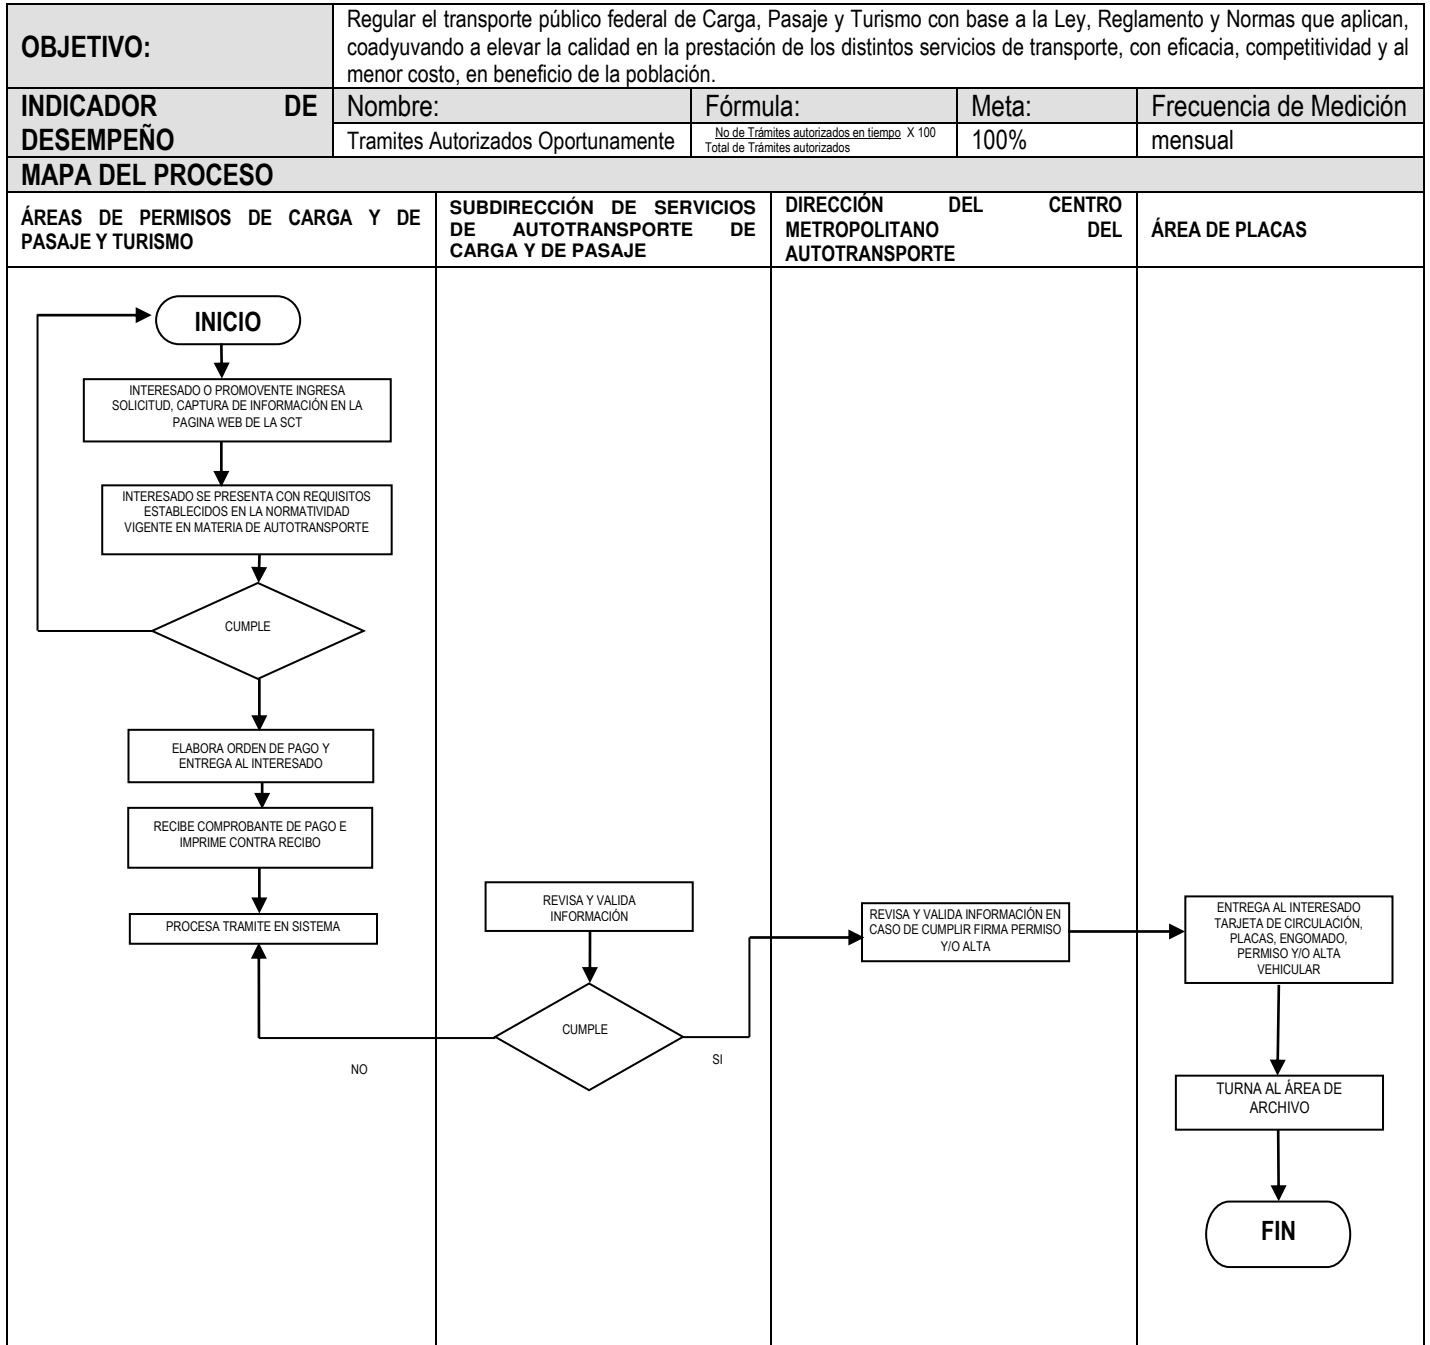 OBJETIVO:
Regular el transporte público federal de Carga, Pasaje y Turismo con base a la Ley, Reglamento y Normas que aplican,
coadyuvando a elevar la calidad en la prestación de los distintos servicios de transporte, con eficacia, competitividad y al
menor costo, en beneficio de la población.
INDICADOR DE
DESEMPEÑO
Nombre:
Fórmula:
Meta:
Frecuencia de Medición
Tramites Autorizados Oportunamente
No de Trámites autorizados en tiempo X 100
Total de Trámites autorizados
100%
mensual
MAPA DEL PROCESO
ÁREAS DE PERMISOS DE CARGA Y DE
PASAJE Y TURISMO
SUBDIRECCIÓN DE SERVICIOS
DE AUTOTRANSPORTE DE
CARGA Y DE PASAJE
DIRECCIÓN DEL CENTRO
METROPOLITANO DEL
AUTOTRANSPORTE
ÁREA DE PLACAS
INICIO
INTERESADO O PROMOVENTE INGRESA
SOLICITUD, CAPTURA DE INFORMACIÓN EN LA
PAGINA WEB DE LA SCT
INTERESADO SE PRESENTA CON REQUISITOS
ESTABLECIDOS EN LA NORMATIVIDAD
VIGENTE EN MATERIA DE AUTOTRANSPORTE
CUMPLE
ELABORA ORDEN DE PAGO Y
ENTREGA AL INTERESADO
RECIBE COMPROBANTE DE PAGO E
IMPRIME CONTRA RECIBO
PROCESA TRAMITE EN SISTEMA
REVISA Y VALIDA
INFORMACIÓN
CUMPLE
NO
SI
REVISA Y VALIDA INFORMACIÓN EN
CASO DE CUMPLIR FIRMA PERMISO
Y/O ALTA
ENTREGA AL INTERESADO
TARJETA DE CIRCULACIÓN,
PLACAS, ENGOMADO,
PERMISO Y/O ALTA
VEHICULAR
TURNA AL ÁREA DE
ARCHIVO
FIN